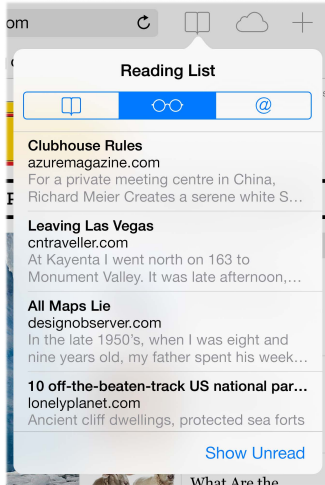 om
Reading List
@
Clubhouse Rules
azuremagazine.com
For a private meeting centre in China,
Richard Meier Creates a serene white S...
Leaving Las Vegas
cntraveller.com
At Kayenta I went north on 163 to
Monument Valley. It was late afternoon,...
All Maps Lie
designobserver.com
In the late 1950's, when I was eight and
nine years old, my father spent his week...
10 off-the-beaten-track US national par...
lonelyplanet.com
Ancient cliff dwellings, protected sea forts
Show Unread
What Are the